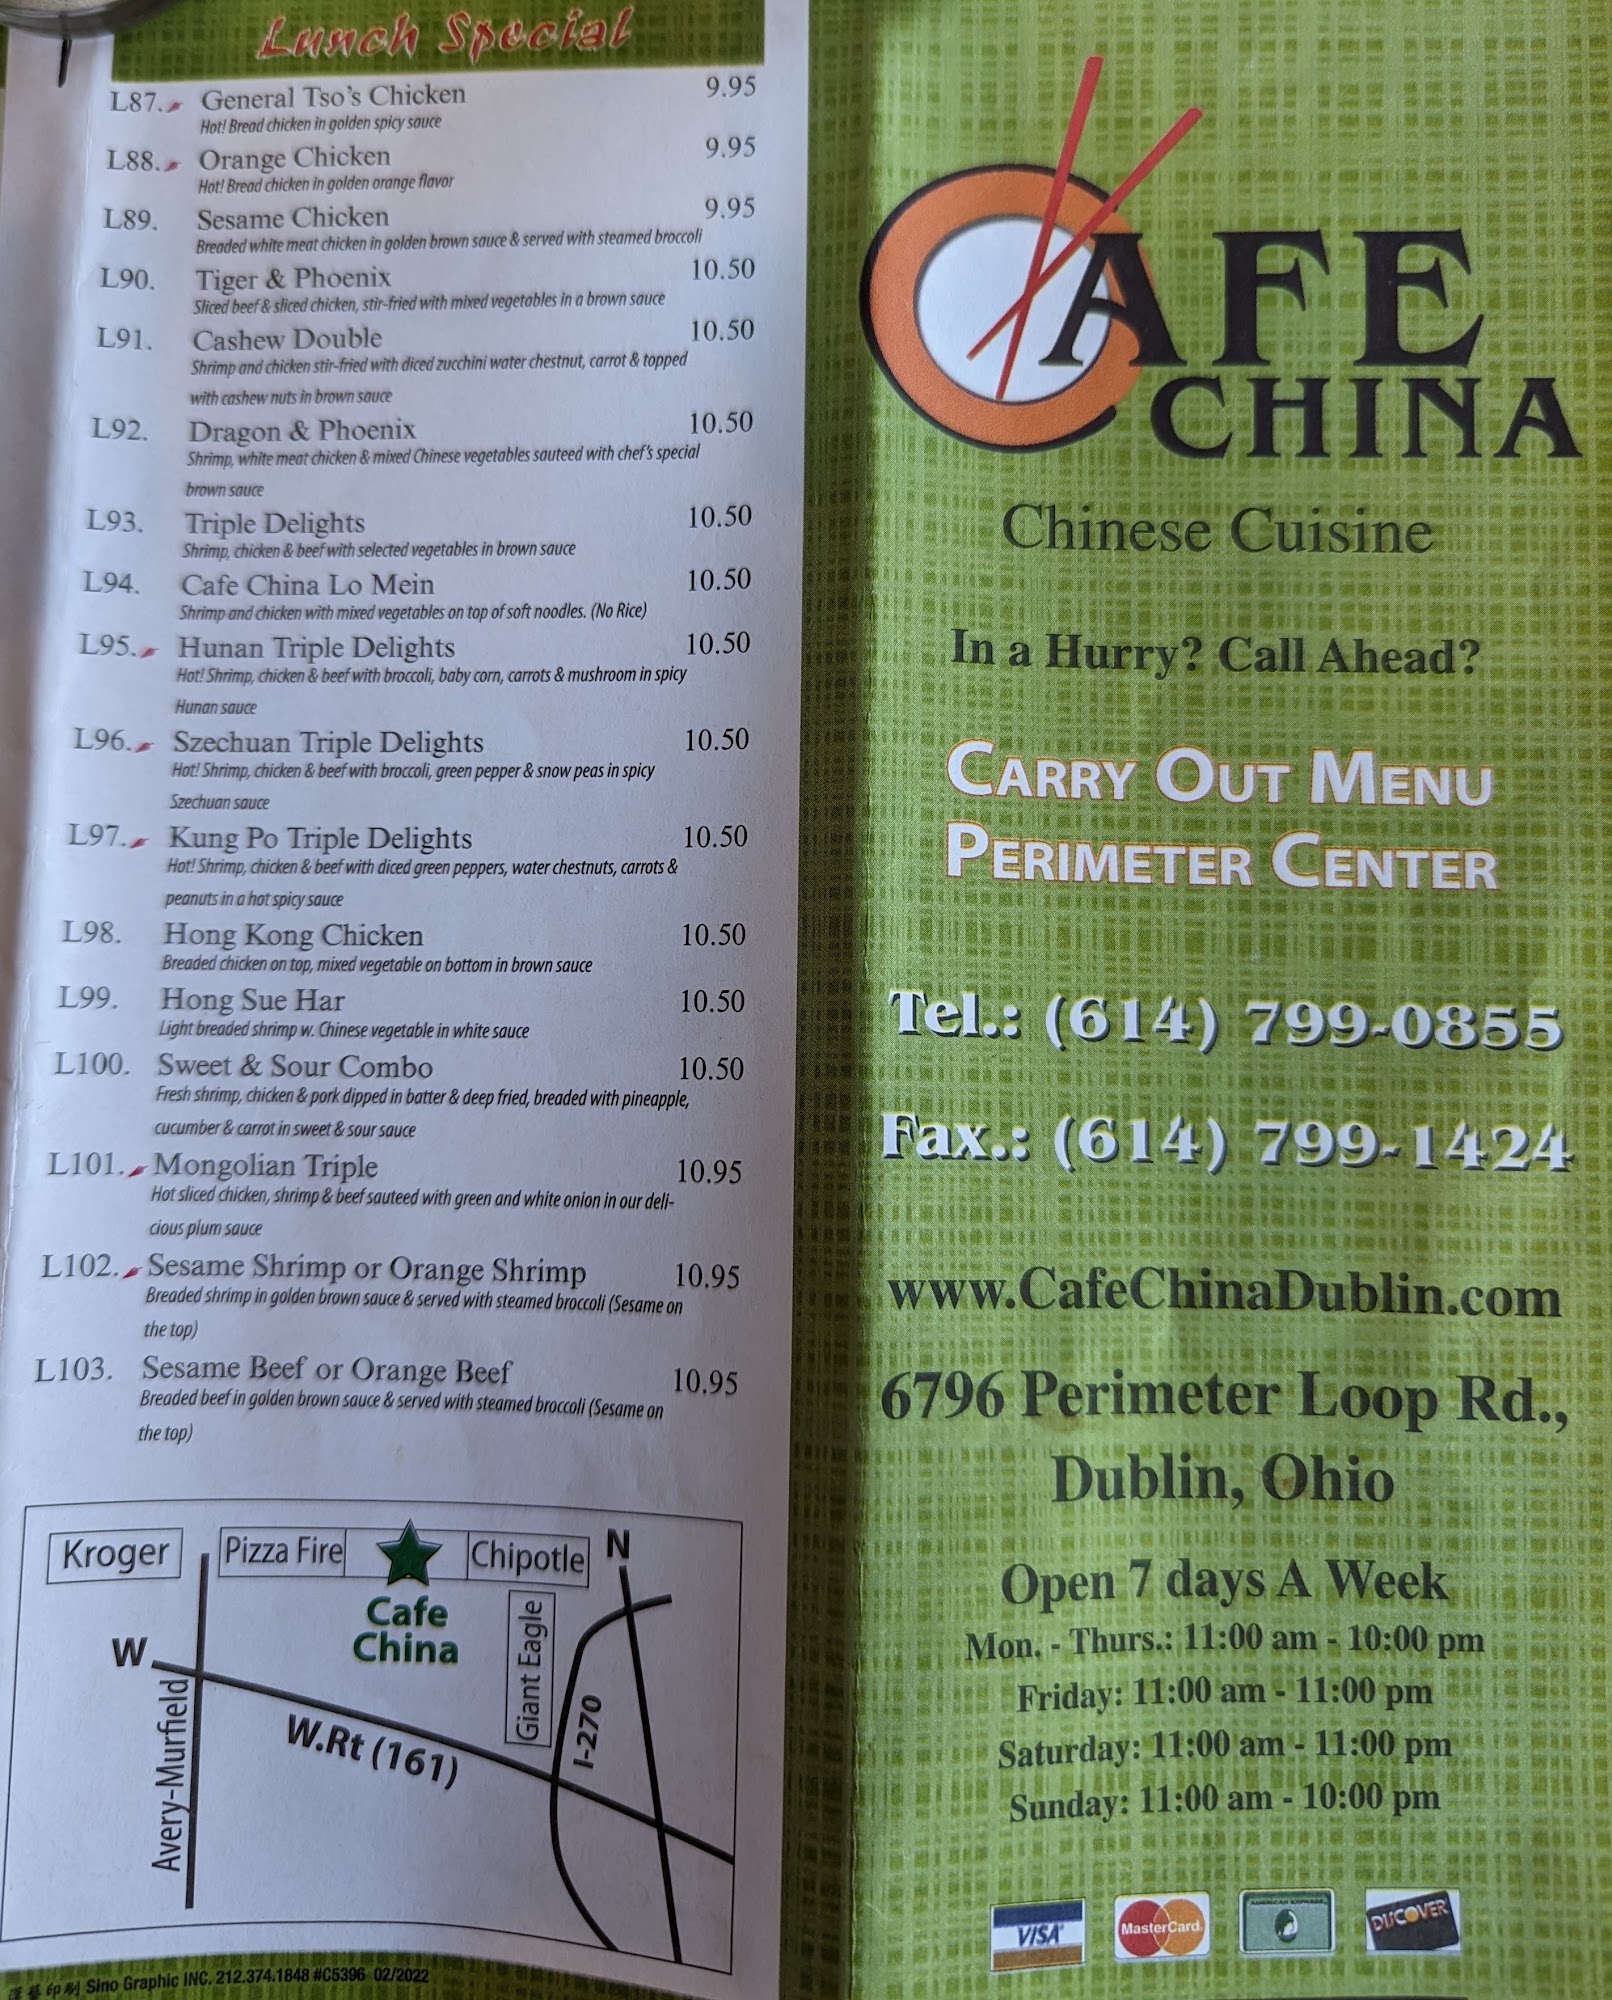 Lunch Special
L87. General Tso's Chicken 9.95
Hot! Bread chicken in golden spicy sauce
L88. Orange Chicken 9.95
Hot! Bread chicken in golden orange flavor
L89. Sesame Chicken 9.95
Breaded white meat chicken in golden brown sauce & served with steamed broccoli
L90. Tiger & Phoenix 10.50
Sliced beef & sliced chicken, stir-fried with mixed vegetables in a brown sauce
L91. Cashew Double 10.50
Shrimp and chicken stir-fried with diced zucchini water chestnut, carrot & topped
with cashew nuts in brown sauce
L92. Dragon & Phoenix 10.50
Shrimp, white meat chicken & mixed Chinese vegetables sauteed with chef's special
brown sauce
L93. Triple Delights 10.50
Shrimp, chicken & beef with selected vegetables in brown sauce
L94. Cafe China Lo Mein 10.50
Shrimp and chicken with mixed vegetables on top of soft noodles. (No Rice)
L95. Hunan Triple Delights 10.50
Hot! Shrimp, chicken & beef with broccoli, baby corn, carrots & mushroom in spicy
Hunan sauce
L96. Szechuan Triple Delights 10.50
Hot! Shrimp, chicken & beef with broccoli, green pepper & snow peas in spicy
Szechuan sauce
L97. Kung Po Triple Delights 10.50
Hot! Shrimp, chicken & beef with diced green peppers, water chestnuts, carrots &
peanuts in a hot spicy sauce
L98. Hong Kong Chicken 10.50
Breaded chicken on top, mixed vegetable on bottom in brown sauce
L99. Hong Sue Har 10.50
Light breaded shrimp w. Chinese vegetable in white sauce
L100. Sweet & Sour Combo 10.50
Fresh shrimp, chicken & pork dipped in batter & deep fried, breaded with pineapple,
cucumber & carrot in sweet & sour sauce
L101. Mongolian Triple 10.95
Hot sliced chicken, shrimp & beef sauteed with green and white onion in our deli-
cious plum sauce
L102. Sesame Shrimp or Orange Shrimp 10.95
Breaded shrimp in golden brown sauce & served with steamed broccoli (Sesame on
the top)
L103. Sesame Beef or Orange Beef 10.95
Breaded beef in golden brown sauce & served with steamed broccoli (Sesame on
the top)
Kroger
Pizza Fire
Chipotle
N
Cafe
China
Giant Eagle
W
W.Rt (161)
I-270
Avery-Murfield
Sino Graphic INC. 212.374.1848 #C5396 02/2022
CAFE
CHINA
Chinese Cuisine
In a Hurry? Call Ahead?
CARRY OUT MENU
PERIMETER CENTER
Tel.: (614) 799-0855
Fax.: (614) 799-1424
www.CafeChinaDublin.com
6796 Perimeter Loop Rd.,
Dublin, Ohio
Open 7 days A Week
Mon. - Thurs.: 11:00 am - 10:00 pm
Friday: 11:00 am - 11:00 pm
Saturday: 11:00 am - 11:00 pm
Sunday: 11:00 am - 10:00 pm
VISA
MasterCard
AMERICAN EXPRESS
DISCOVER